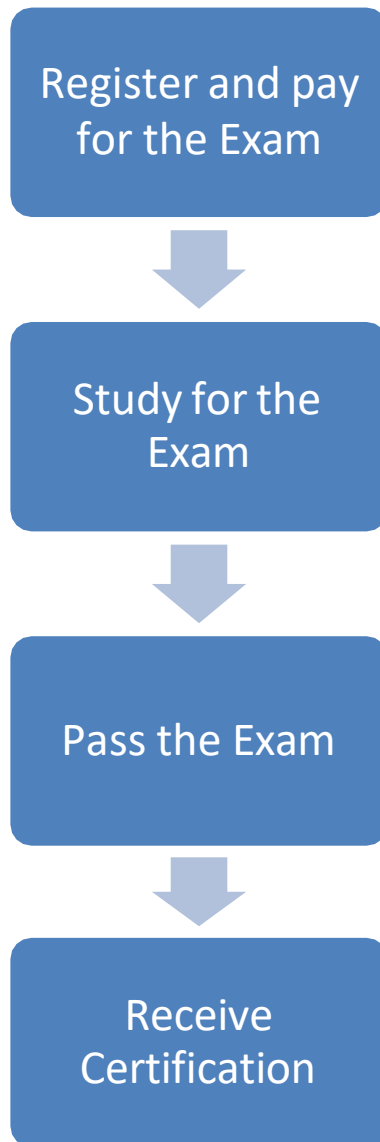 Register and pay
for the Exam
Study for the
Exam
Pass the Exam
Receive
Certification